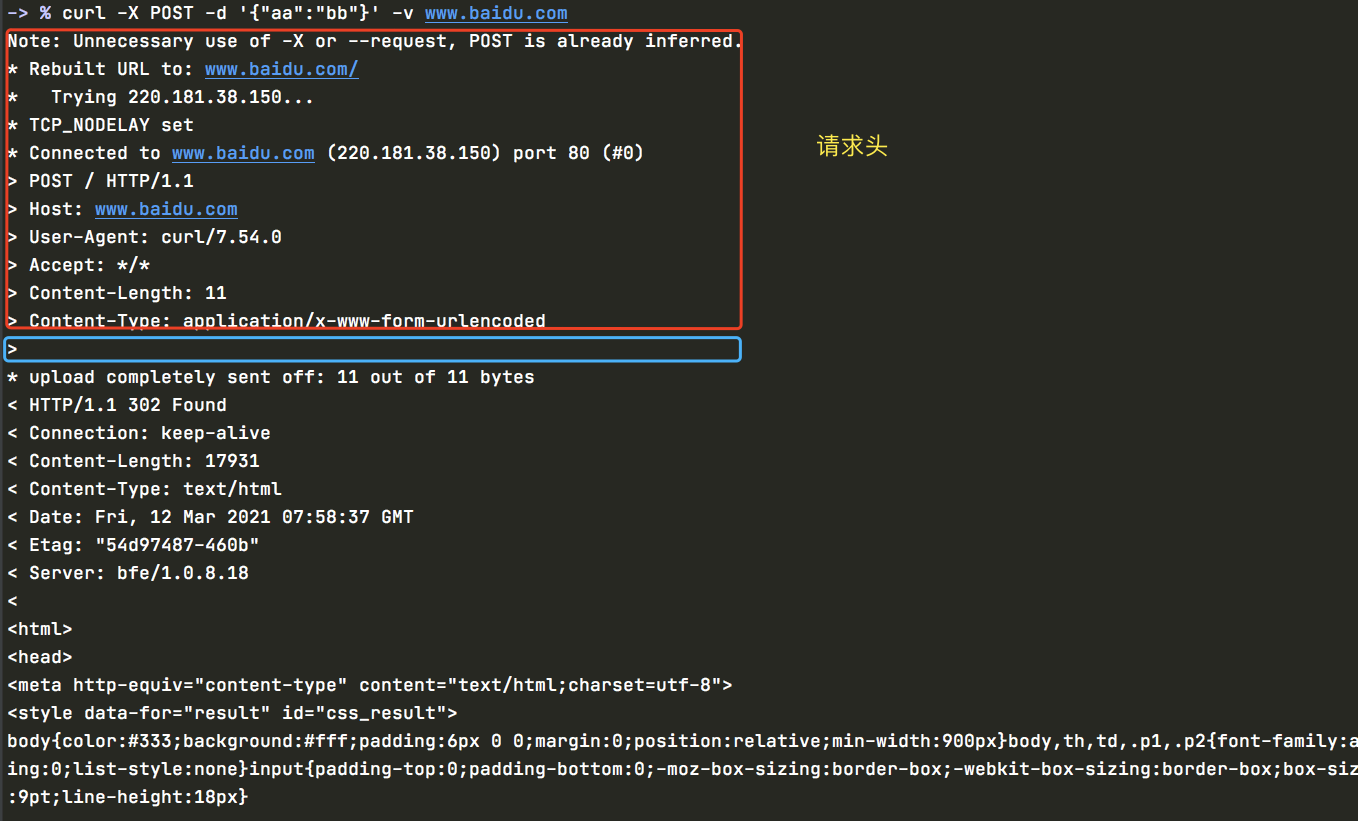 -> % curl -X POST -d '{"aa":"bb"}' -v www.baidu.com
Note: Unnecessary use of -X or --request, POST is already inferred.
* Rebuilt URL to: www.baidu.com/
*   Trying 220.181.38.150...
* TCP_NODELAY set
* Connected to www.baidu.com (220.181.38.150) port 80 (#0)
请求头
> POST / HTTP/1.1
> Host: www.baidu.com
> User-Agent: curl/7.54.0
> Accept: */*
> Content-Length: 11
> Content-Type: application/x-www-form-urlencoded
>
* upload completely sent off: 11 out of 11 bytes
< HTTP/1.1 302 Found
< Connection: keep-alive
< Content-Length: 17931
< Content-Type: text/html
< Date: Fri, 12 Mar 2021 07:58:37 GMT
< Etag: "54d97487-460b"
< Server: bfe/1.0.8.18
<
<html>
<head>
<meta http-equiv="content-type" content="text/html;charset=utf-8">
<style data-for="result" id="css_result">
body{color:#333;background:#fff;padding:6px 0 0;margin:0;position:relative;min-width:900px}body,th,td,.p1,.p2{font-family:a
ing:0;list-style:none}input{padding-top:0;padding-bottom:0;-moz-box-sizing:border-box;-webkit-box-sizing:border-box;box-siz
:9pt;line-height:18px}